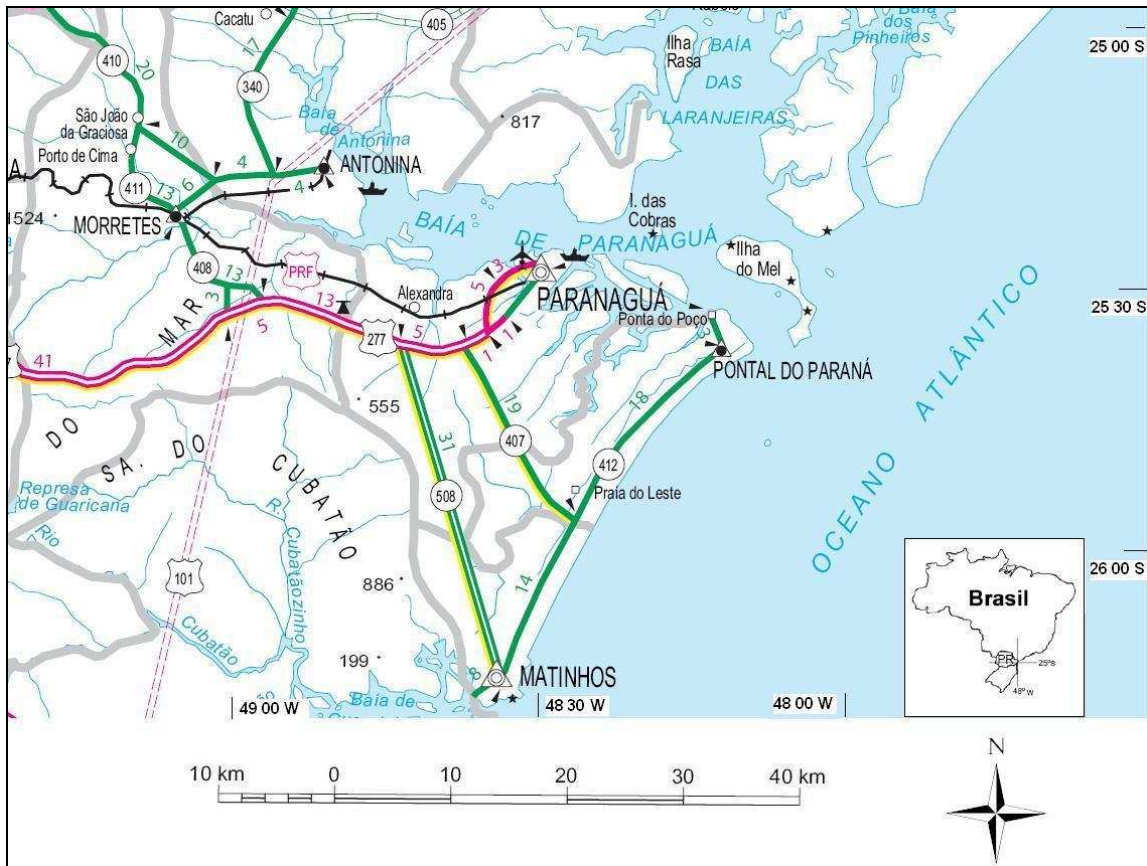 Cacatu
405
BAÍA
DAS
LARANJEIRAS
Ilha
Rasa
Baía
dos
Pinheiros
25 00 S
410
20
17
340
São João
da Graciosa
Porto de Cima
10
4
Baía
de
Antonina
817
ANTONINA
4
411
13
6
1524
MORRETES
408
13
3
PRF
13
5
41
277
Alexandra
5
BAÍA DE PARANAGUÁ
I. das
Cobras
Ilha
do Mel
3
5
PARANAGUÁ
1
1
Ponta do Poço
PONTAL DO PARANÁ
25 30 S
OCEANO ATLÂNTICO
MAR
DO
SA. DO CUBATÃO
555
31
19
407
18
412
508
Praia do Leste
Represa
de Guaricana
Rio
R. Cubatãozinho
101
886
14
Cubatão
199
8
MATINHOS
Baía de
26 00 S
Brasil
PR
25°S
48° W
49 00 W
48 30 W
48 00 W
10 km
0
10
20
30
40 km
N